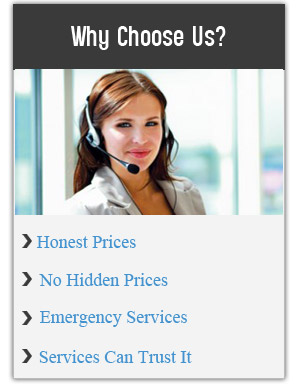 Why Choose Us?
Honest Prices
No Hidden Prices
Emergency Services
Services Can Trust It